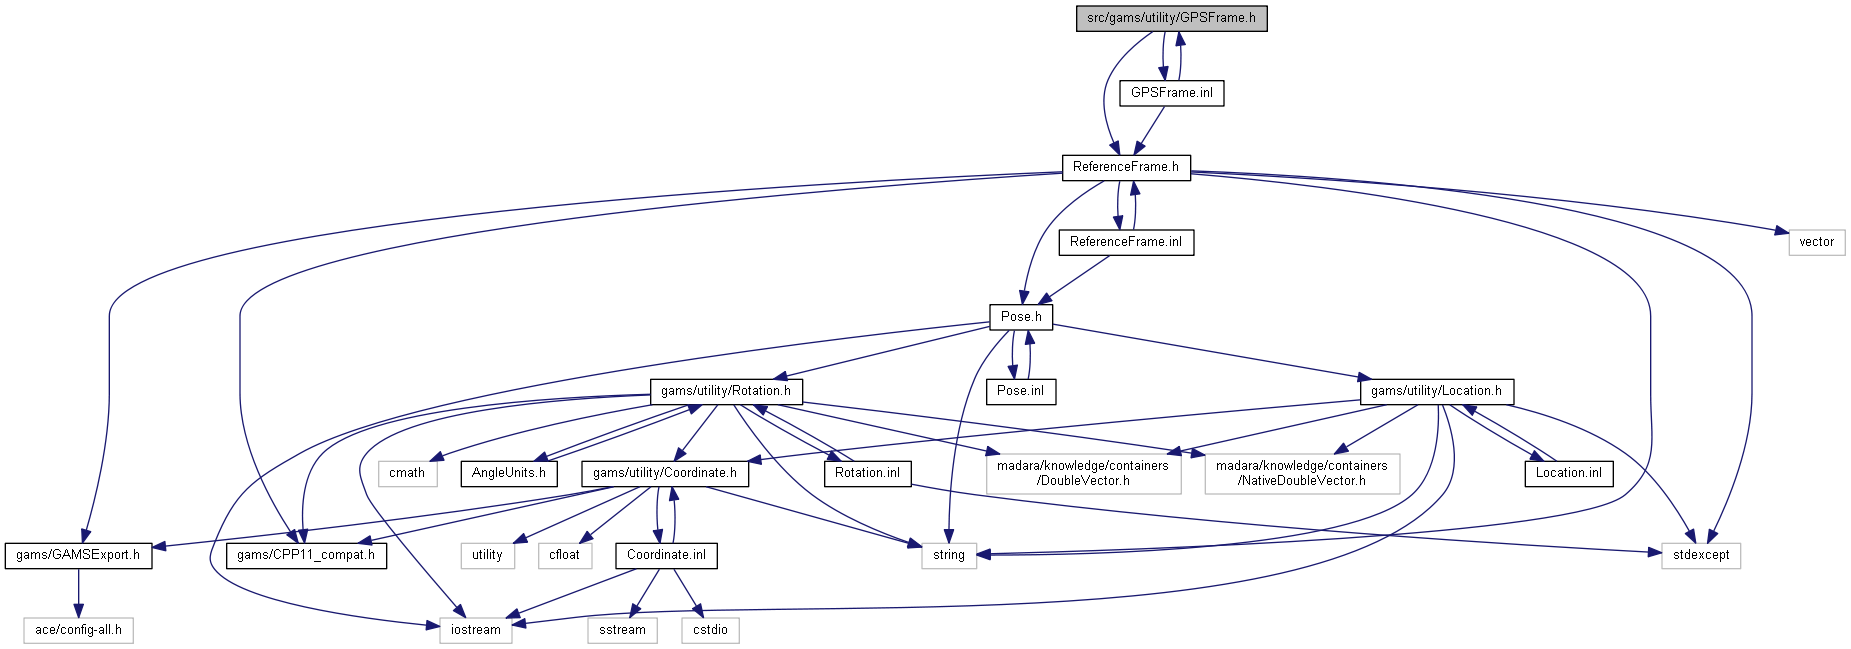 src/gams/utility/GPSFrame.h
GPSFrame.inl
ReferenceFrame.h
ReferenceFrame.inl
vector
Pose.h
gams/utility/Rotation.h
Pose.inl
gams/utility/Location.h
cmath
AngleUnits.h
gams/utility/Coordinate.h
Rotation.inl
madara/knowledge/containers
/DoubleVector.h
madara/knowledge/containers
/NativeDoubleVector.h
Location.inl
gams/GAMSExport.h
gams/CPP11_compat.h
utility
cfloat
Coordinate.inl
string
stdexcept
ace/config-all.h
iostream
sstream
cstdio